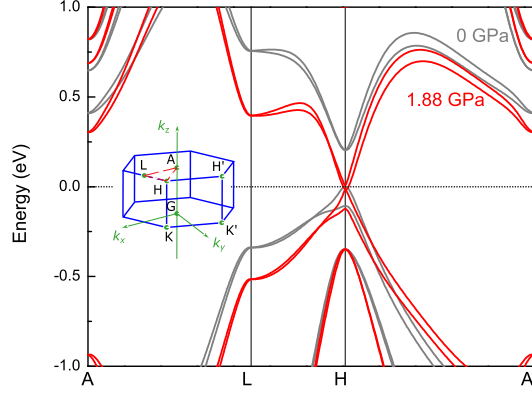 1.0
0 GPa
0.5
1.88 GPa
k_z
L
A
H'
H
0.0
G
k_x
K
k_Y
K'
Energy (eV)
-0.5
-1.0
A
L
H
A